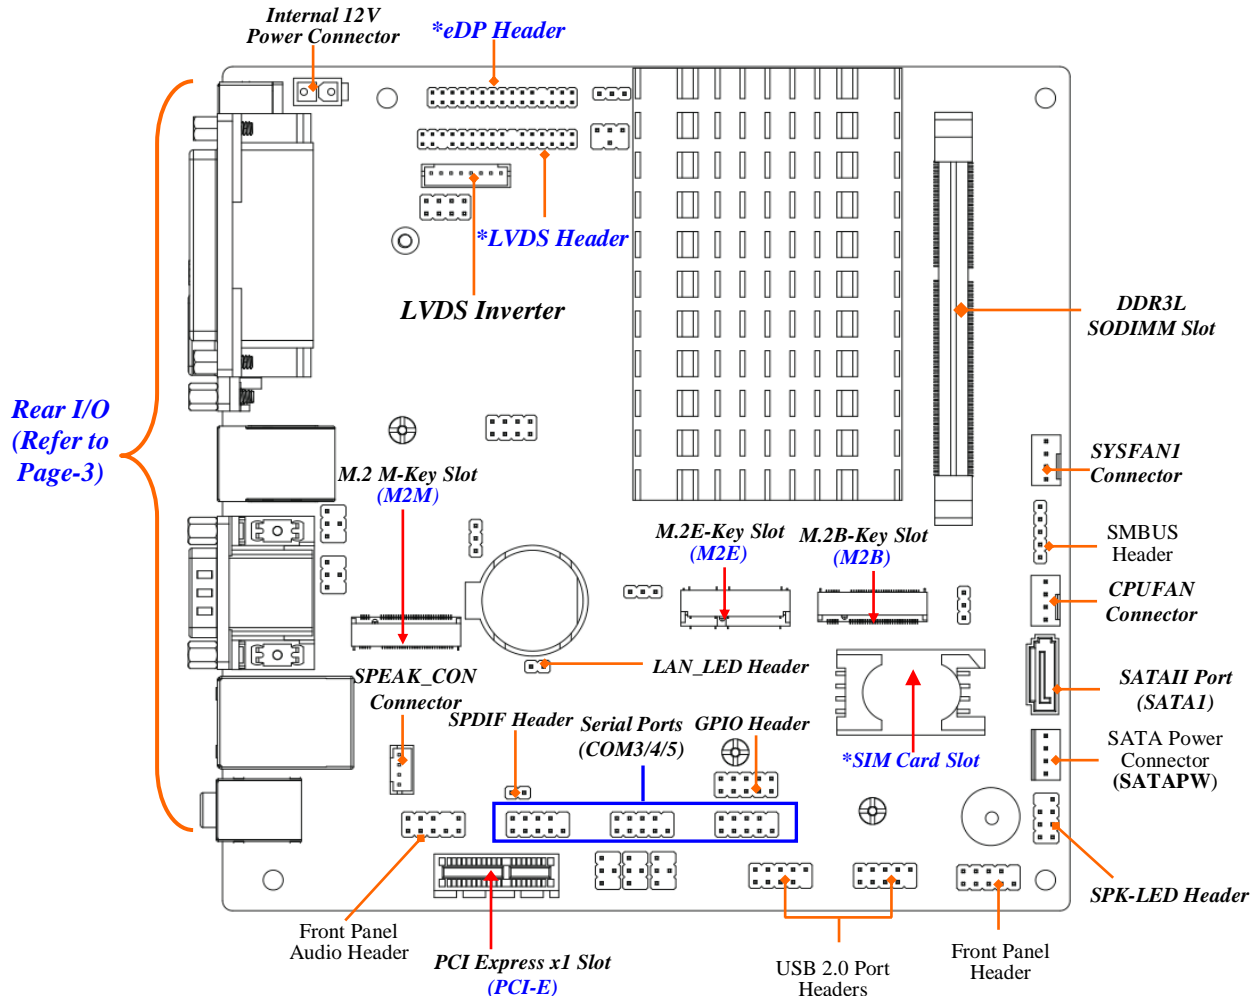 Internal 12V
Power Connector
*eDP Header
*LVDS Header
LVDS Inverter
DDR3L
SODIMM Slot
Rear I/O
(Refer to
Page-3)
SYSFAN1
Connector
M.2 M-Key Slot
(M2M)
M.2E-Key Slot
(M2E)
M.2B-Key Slot
(M2B)
SMBUS
Header
CPUFAN
Connector
LAN_LED Header
SPEAK_CON
Connector
SATAII Port
(SATA1)
SPDIF Header
Serial Ports
(COM3/4/5)
GPIO Header
*SIM Card Slot
SATA Power
Connector
(SATAPW)
SPK-LED Header
Front Panel
Audio Header
PCI Express x1 Slot
(PCI-E)
USB 2.0 Port
Headers
Front Panel
Header